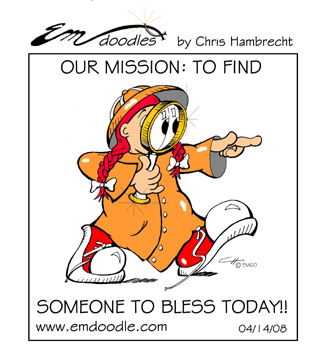 Em doodles by Chris Hambrecht
OUR MISSION: TO FIND
© EMGO
SOMEONE TO BLESS TODAY!!
www.emdoodle.com 04/14/08